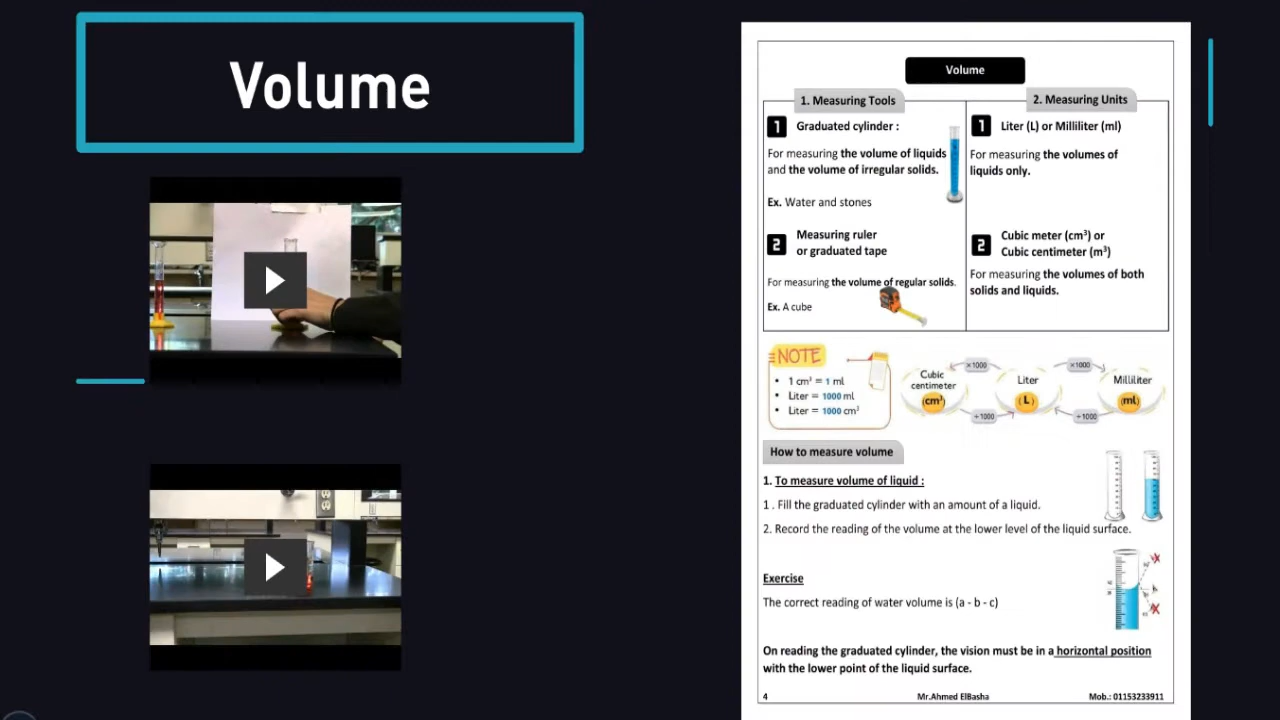 Volume
Volume
1. Measuring Tools
1 Graduated cylinder :
For measuring the volume of liquids
and the volume of irregular solids.
Ex. Water and stones
2 Measuring ruler
or graduated tape
For measuring the volume of regular solids.
Ex. A cube
2. Measuring Units
1 Liter (L) or Milliliter (ml)
For measuring the volumes of
liquids only.
2 Cubic meter (cm³) or
Cubic centimeter (m³)
For measuring the volumes of both
solids and liquids.
NOTE
• 1 cm³ = 1 ml
• Liter = 1000 ml
• Liter = 1000 cm³
×1000 ×1000
Cubic
centimeter
(cm³)
Liter
(L)
Milliliter
(ml)
÷1000 ÷1000
How to measure volume
1. To measure volume of liquid :
1 . Fill the graduated cylinder with an amount of a liquid.
2. Record the reading of the volume at the lower level of the liquid surface.
Exercise
The correct reading of water volume is (a - b - c)
On reading the graduated cylinder, the vision must be in a horizontal position
with the lower point of the liquid surface.
4 Mr.Ahmed ElBasha Mob.: 01153233911